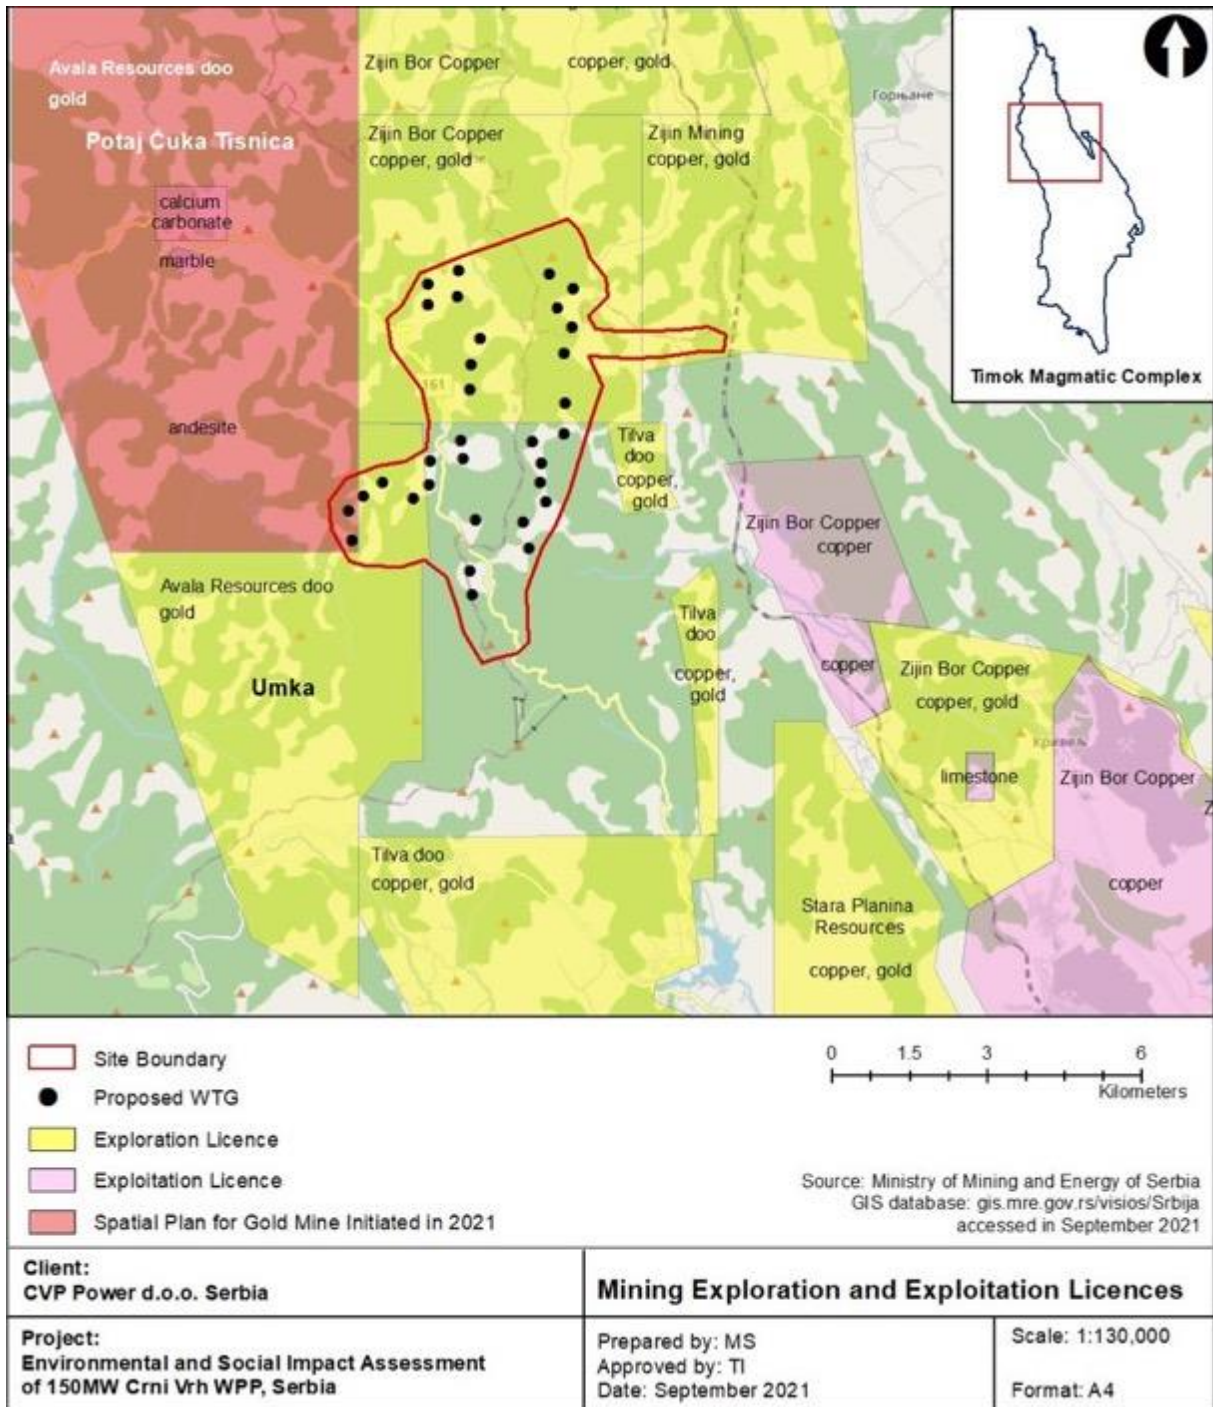 Avala Resources doo
gold
Potaj Čuka Tisnica
calcium
carbonate
marble
andesite
Zijin Bor Copper
copper, gold
Zijin Bor Copper
copper, gold
Zijin Mining
copper, gold
Горњане
Timok Magmatic Complex
161
Tilva
doo
copper,
gold
Zijin Bor Copper
copper
Avala Resources doo
gold
Umka
Tilva
doo
copper,
gold
copper
Zijin Bor Copper
copper, gold
Кривељ
limestone
Zijin Bor Copper
copper
Tilva doo
copper, gold
Stara Planina
Resources
copper, gold
Site Boundary
Proposed WTG
Exploration Licence
Exploitation Licence
Spatial Plan for Gold Mine Initiated in 2021
0 1.5 3 6
Kilometers
Source: Ministry of Mining and Energy of Serbia
GIS database: gis.mre.gov.rs/visios/Srbija
accessed in September 2021
Client:
CVP Power d.o.o. Serbia
Mining Exploration and Exploitation Licences
Project:
Environmental and Social Impact Assessment
of 150MW Crni Vrh WPP, Serbia
Prepared by: MS
Approved by: TI
Date: September 2021
Scale: 1:130,000
Format: A4